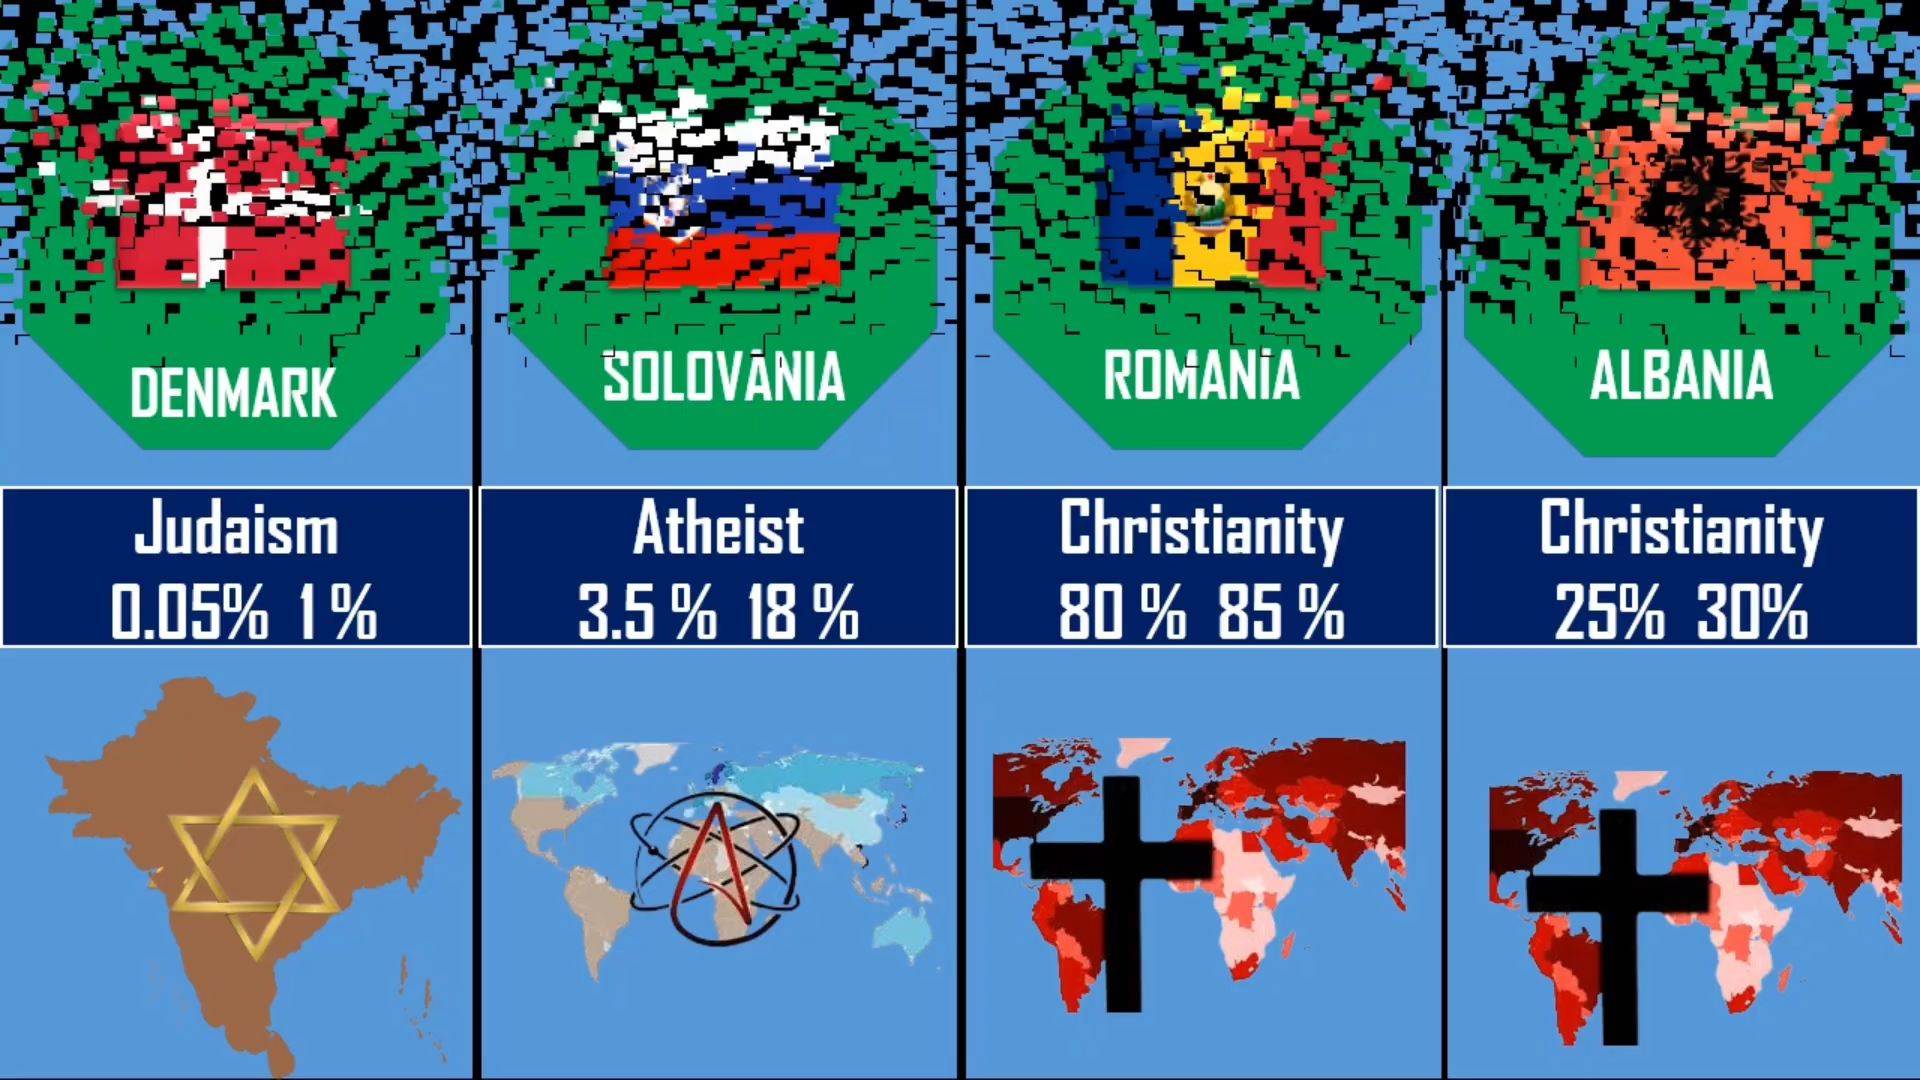 DENMARK
Judaism
0.05% 1%
SOLOVANIA
Atheist
3.5 % 18 %
ROMANIA
Christianity
80 % 85 %
ALBANIA
Christianity
25% 30%